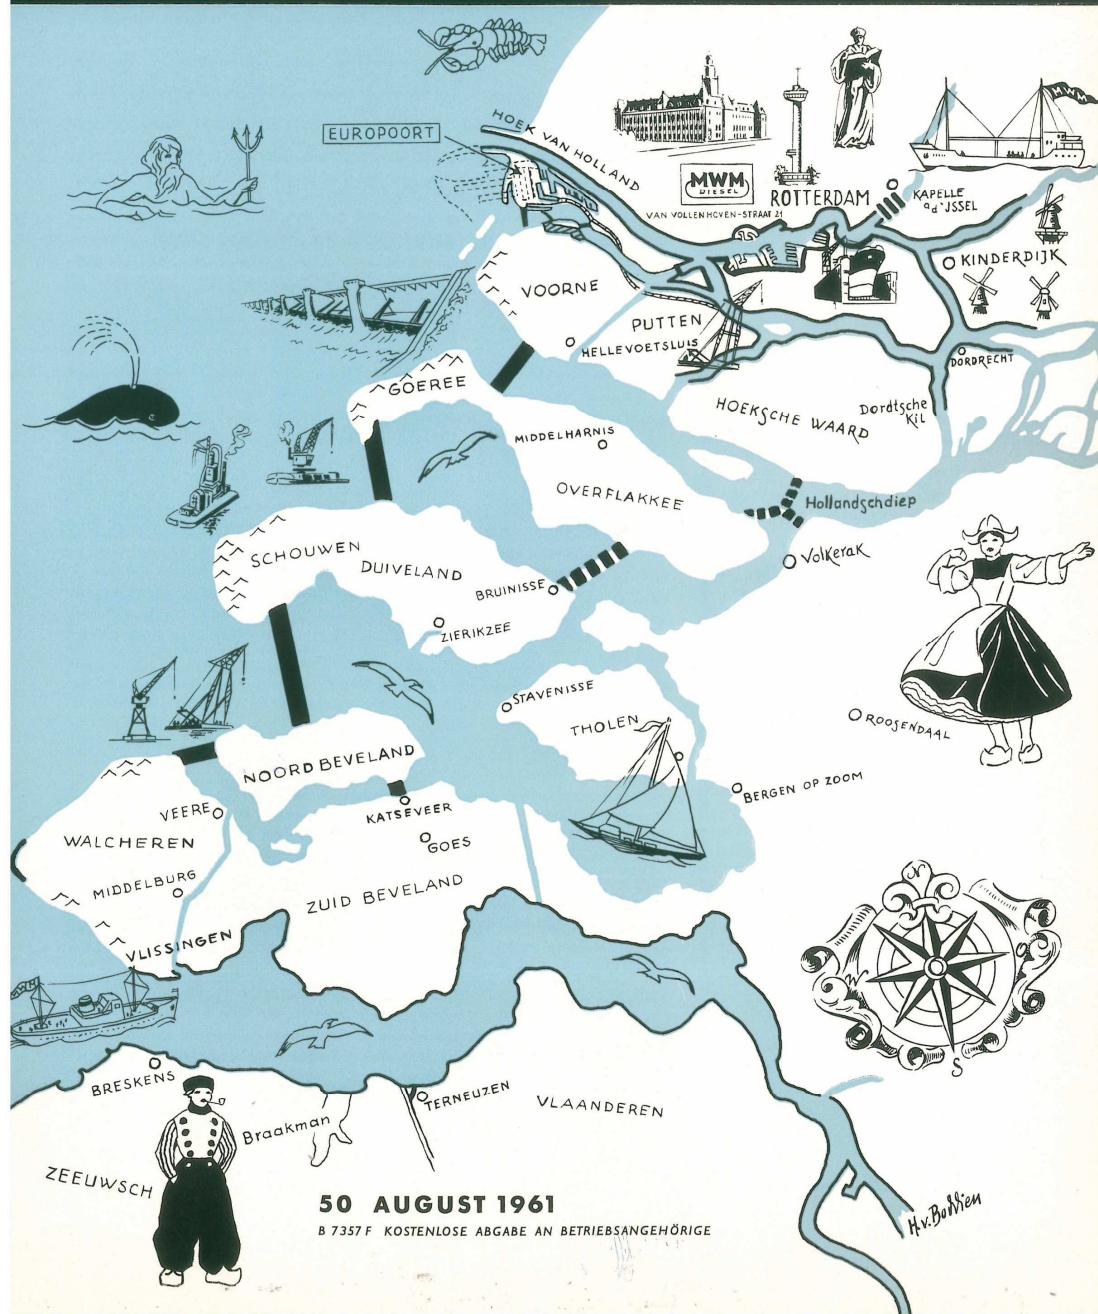 EUROPOORT
HOEK VAN HOLLAND
MWM
MWM
DIESEL
ROTTERDAM
VAN VOLLENHOVEN-STRAAT 21
KAPELLE
a.d' IJSSEL
KINDERDIJK
VOORNE
PUTTEN
HELLEVOETSLUIS
DORDRECHT
GOEREE
HOEKSCHE WAARD
Dordtsche
Kil
MIDDELHARNIS
OVERFLAKKEE
Hollandschdiep
SCHOUWEN
DUIVELAND
Volkerak
BRUINISSE
ZIERIKZEE
STAVENISSE
THOLEN
ROOSENDAAL
NOORD BEVELAND
BERGEN OP ZOOM
VEERE
KATSEVEER
WALCHEREN
GOES
MIDDELBURG
ZUID BEVELAND
N
VLISSINGEN
O
W
MWM
S
BRESKENS
TERNEUZEN
VLAANDEREN
Braakman
ZEEUWSCH
50 AUGUST 1961
B 7357 F KOSTENLOSE ABGABE AN BETRIEBSANGEHÖRIGE
H.v. Boddien